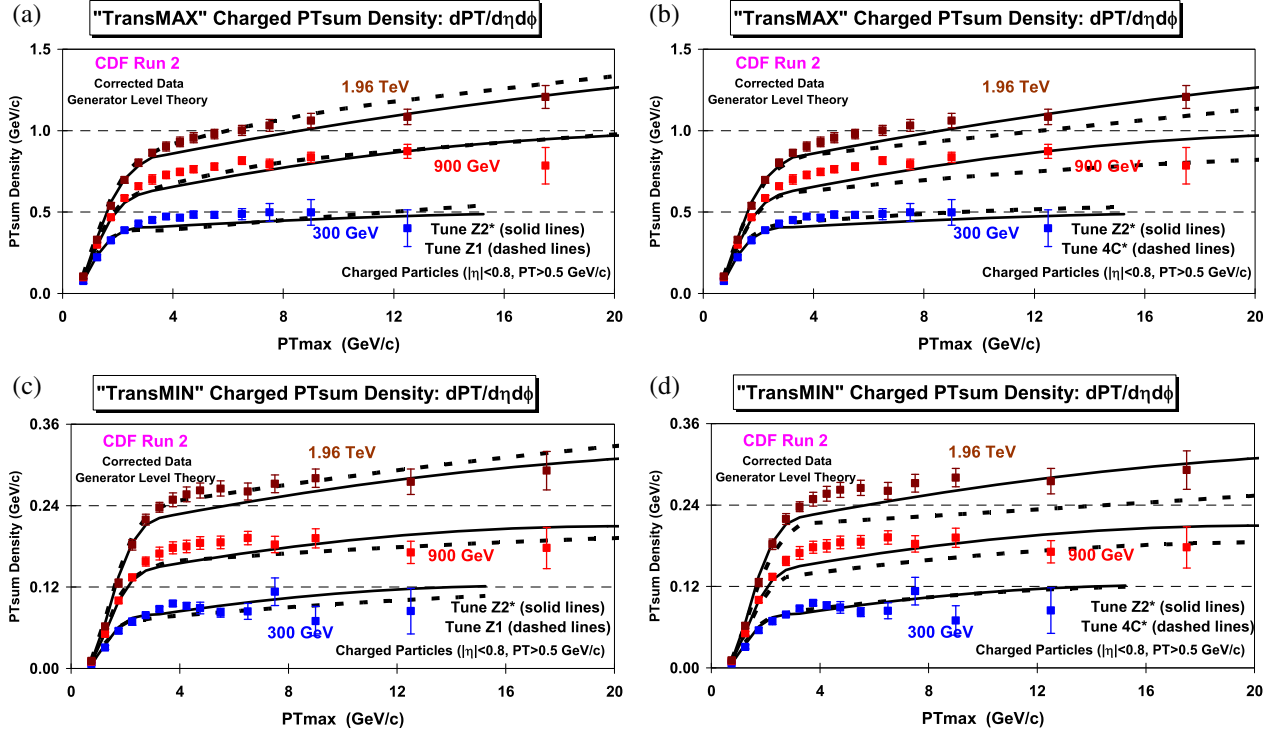 (a)
"TransMAX" Charged PTsum Density: dPT/dηdϕ
PTsum Density (GeV/c)
1.5
1.0
0.5
0.0
CDF Run 2
Corrected Data
Generator Level Theory
1.96 TeV
900 GeV
300 GeV
Tune Z2* (solid lines)
Tune Z1 (dashed lines)
Charged Particles (|η|<0.8, PT>0.5 GeV/c)
0 4 8 12 16 20
PTmax (GeV/c)
(b)
"TransMAX" Charged PTsum Density: dPT/dηdϕ
PTsum Density (GeV/c)
1.5
1.0
0.5
0.0
CDF Run 2
Corrected Data
Generator Level Theory
1.96 TeV
900 GeV
300 GeV
Tune Z2* (solid lines)
Tune 4C* (dashed lines)
Charged Particles (|η|<0.8, PT>0.5 GeV/c)
0 4 8 12 16 20
PTmax (GeV/c)
(c)
"TransMIN" Charged PTsum Density: dPT/dηdϕ
PTsum Density (GeV/c)
0.36
0.24
0.12
0.00
CDF Run 2
Corrected Data
Generator Level Theory
1.96 TeV
900 GeV
300 GeV
Tune Z2* (solid lines)
Tune Z1 (dashed lines)
Charged Particles (|η|<0.8, PT>0.5 GeV/c)
0 4 8 12 16 20
PTmax (GeV/c)
(d)
"TransMIN" Charged PTsum Density: dPT/dηdϕ
PTsum Density (GeV/c)
0.36
0.24
0.12
0.00
CDF Run 2
Corrected Data
Generator Level Theory
1.96 TeV
900 GeV
300 GeV
Tune Z2* (solid lines)
Tune 4C* (dashed lines)
Charged Particles (|η|<0.8, PT>0.5 GeV/c)
0 4 8 12 16 20
PTmax (GeV/c)